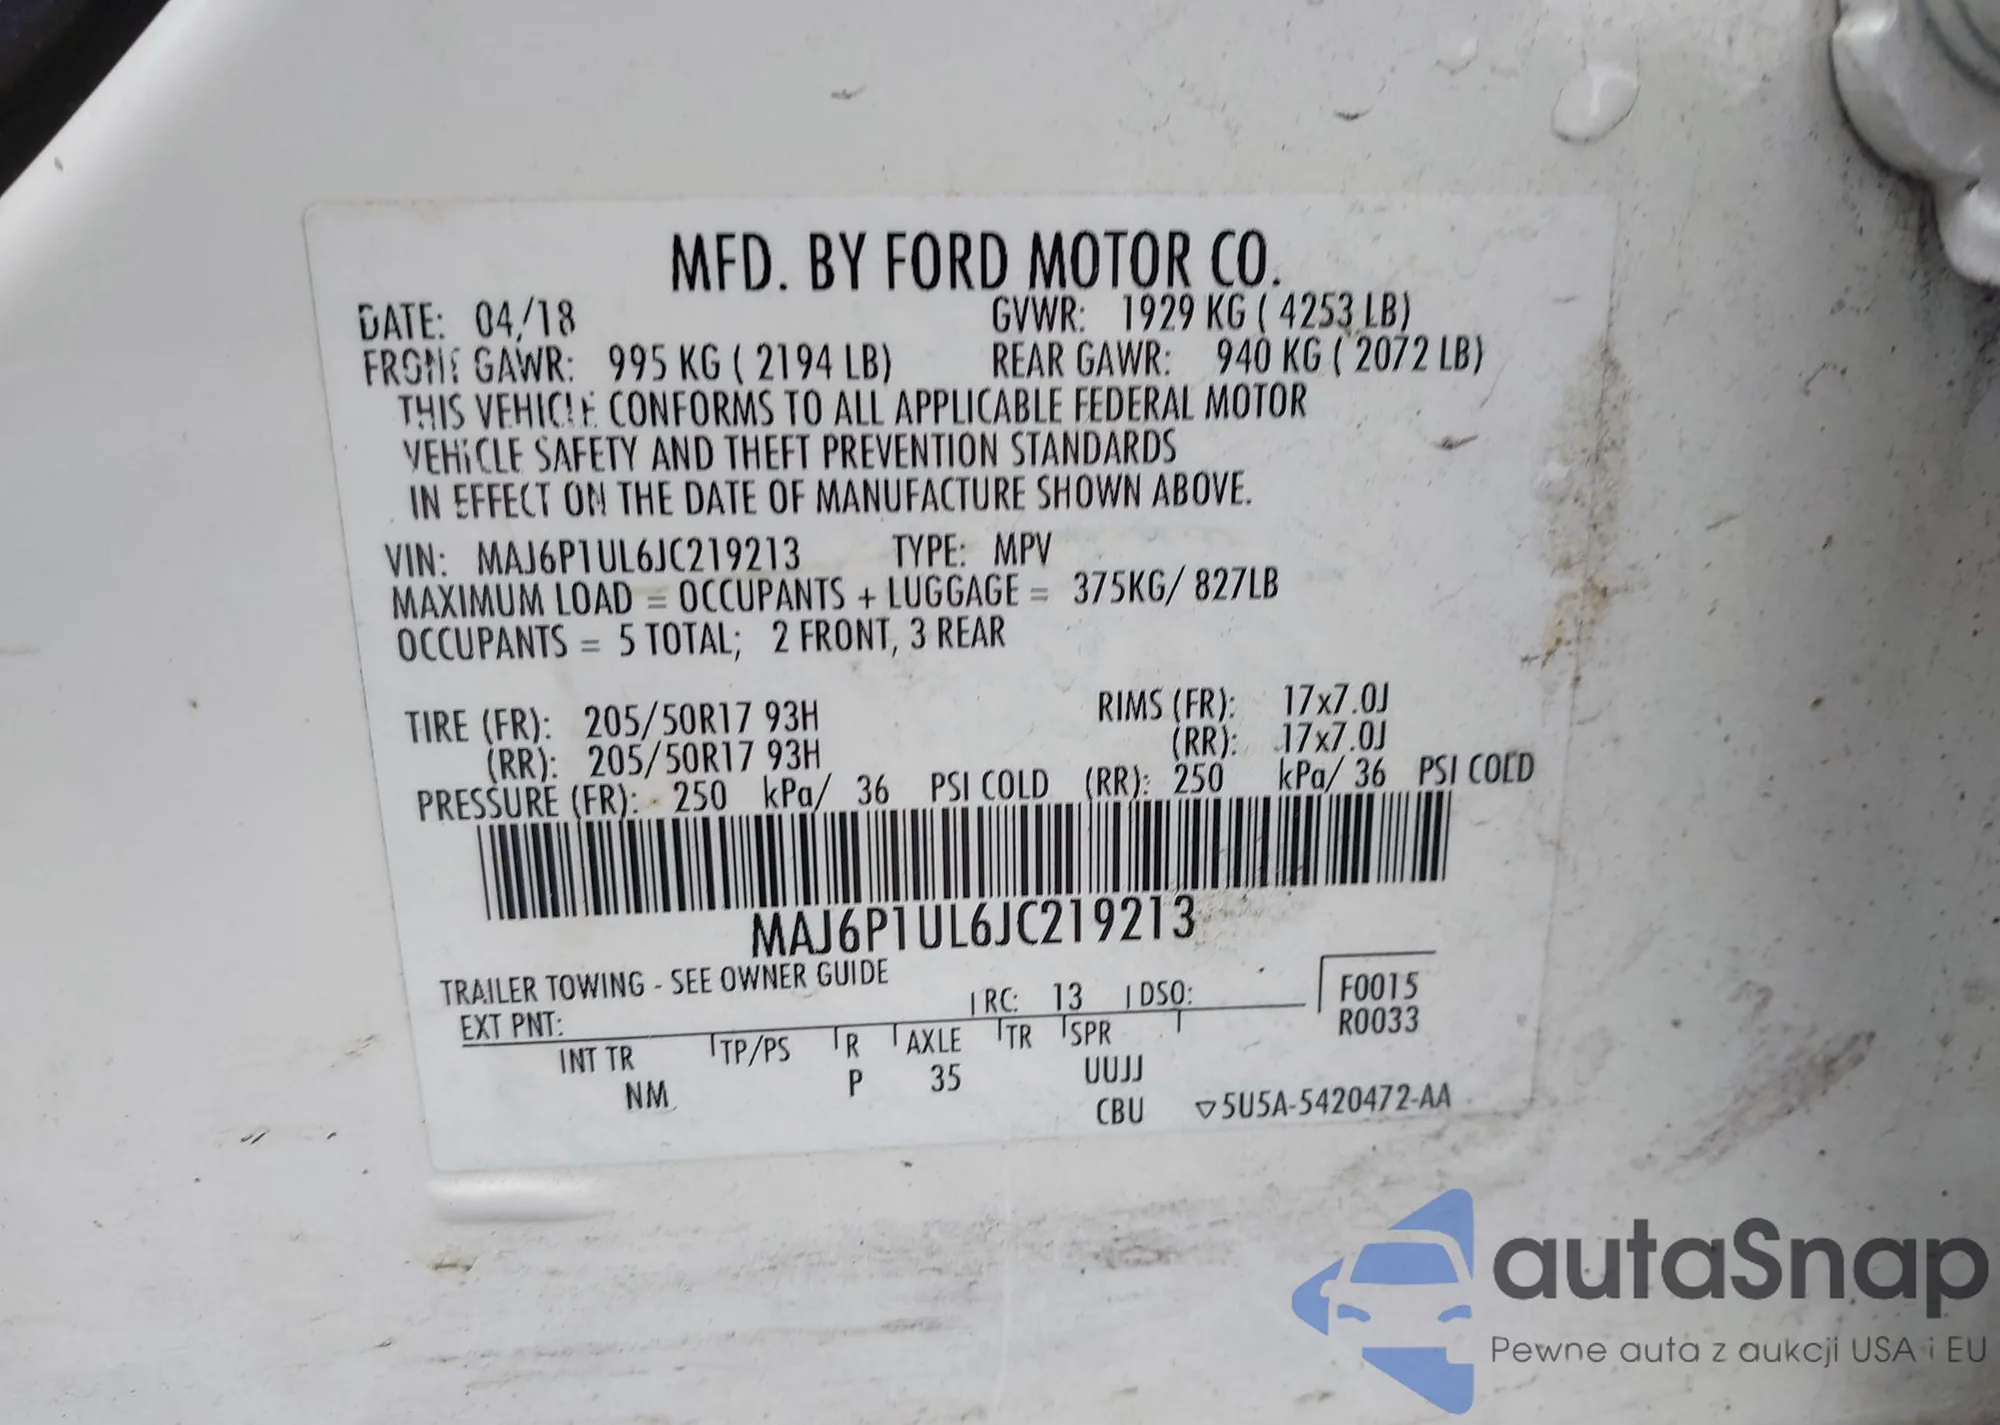 MFD. BY FORD MOTOR CO.
DATE: 04/18 GVWR: 1929 KG ( 4253 LB)
FRONT GAWR: 995 KG ( 2194 LB) REAR GAWR: 940 KG ( 2072 LB)
THIS VEHICLE CONFORMS TO ALL APPLICABLE FEDERAL MOTOR
VEHICLE SAFETY AND THEFT PREVENTION STANDARDS
IN EFFECT ON THE DATE OF MANUFACTURE SHOWN ABOVE.
VIN: MAJ6P1UL6JC219213 TYPE: MPV
MAXIMUM LOAD = OCCUPANTS + LUGGAGE = 375KG/ 827LB
OCCUPANTS = 5 TOTAL; 2 FRONT, 3 REAR
TIRE (FR): 205/50R17 93H RIMS (FR): 17x7.0J
(RR): 205/50R17 93H (RR): 17x7.0J
PRESSURE (FR): 250 kPa/ 36 PSI COLD (RR): 250 kPa/ 36 PSI COLD
MAJ6P1UL6JC219213
TRAILER TOWING - SEE OWNER GUIDE
EXT PNT: RC: 13 DSO: F0015
R0033
INT TR TP/PS R AXLE TR SPR
NM P 35 UUJJ
CBU ▽5U5A-5420472-AA
autaSnap
Pewne auta z aukcji USA i EU